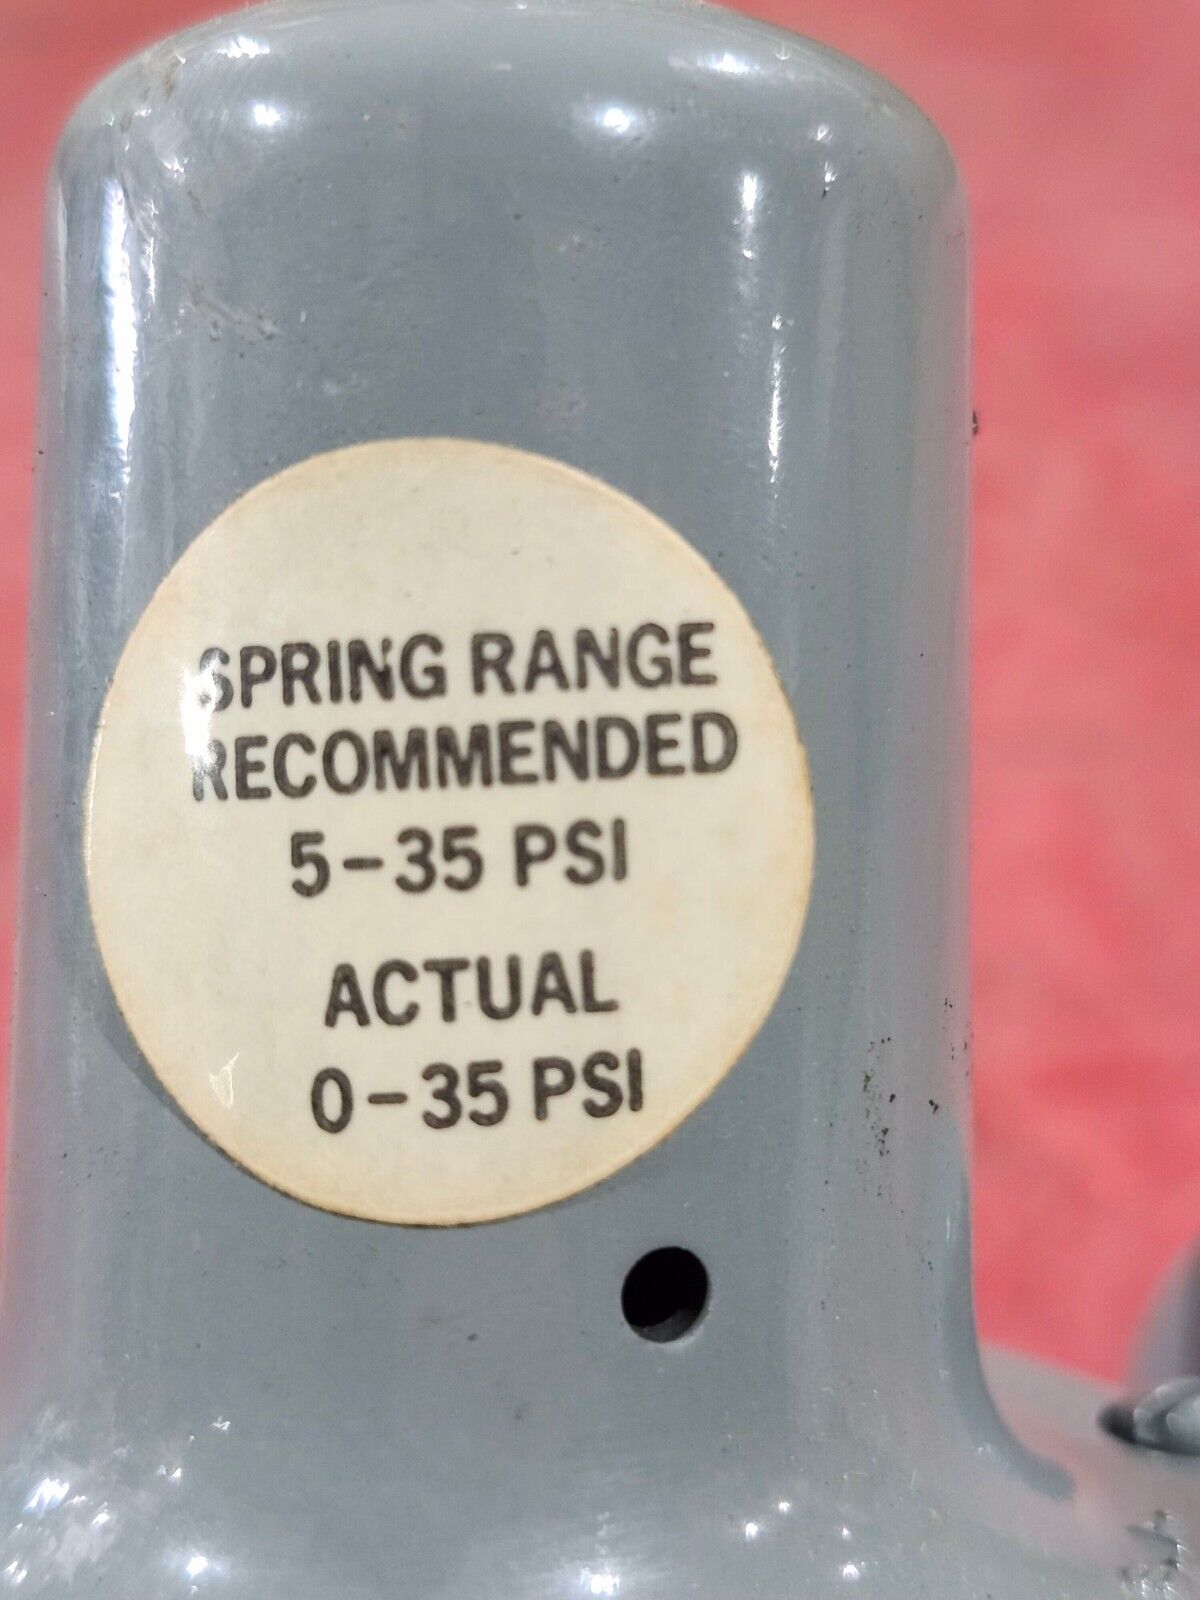 SPRING RANGE
RECOMMENDED
5-35 PSI
ACTUAL
0-35 PSI